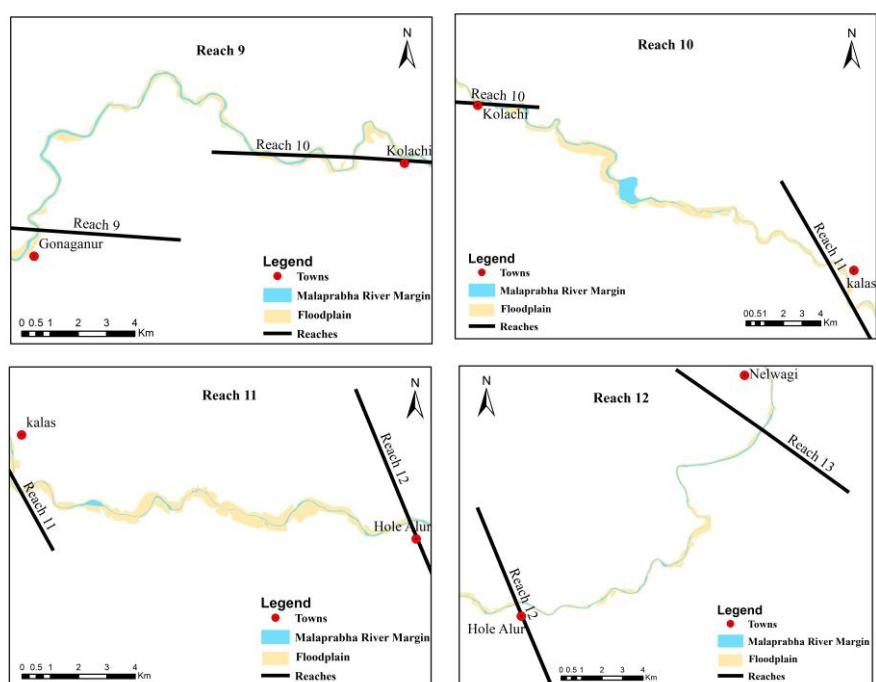 Reach 9
N
Reach 10
Kolachi
Reach 9
Gonaganur
Legend
Towns
Malaprabha River Margin
Floodplain
Reaches
0 0.5 1 2 3 4
Km
Reach 10
N
Reach 10
Kolachi
Reach 11
kalas
Legend
Towns
Malaprabha River Margin
Floodplain
Reaches
00.51 2 3 4
Km
Reach 11
N
kalas
Reach 12
Reach 11
Hole Alur
Legend
Towns
Malaprabha River Margin
Floodplain
Reaches
0 0.5 1 2 3 4
Km
N
Reach 12
Nelwagi
Reach 13
Reach 12
Hole Alur
Legend
Towns
Malaprabha River Margin
Floodplain
Reaches
0 0.5 1 2 3 4
Km